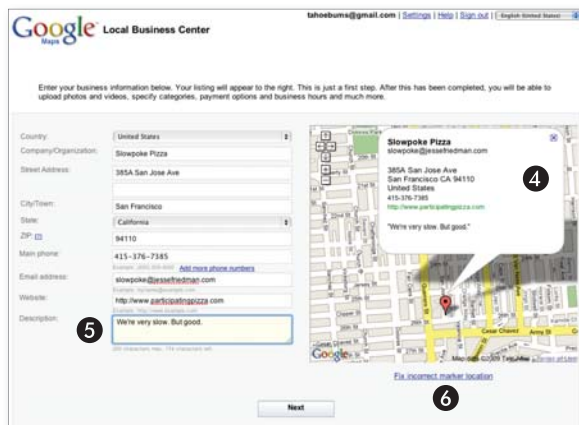 tahoebums@gmail.com | Settings | Help | Sign out | English (United States)
Google Maps Local Business Center
Enter your business information below. Your listing will appear to the right. This is just a first step. After this has been completed, you will be able to
upload photos and videos, specify categories, payment options and business hours and much more.
Country: United States
Company/Organization: Slowpoke Pizza
Street Address: 385A San Jose Ave
City/Town: San Francisco
State: California
ZIP: [?] 94110
Main phone: 415-376-7385
Add more phone numbers
Email address: slowpoke@jessefriedman.com
Website: http://www.participatingpizza.com
Description: We're very slow. But good.
5
Slowpoke Pizza
slowpoke@jessefriedman.com
385A San Jose Ave
San Francisco CA 94110
United States
415-376-7385
http://www.participatingpizza.com
"We're very slow. But good."
4
Cesar Chavez Army St
Google
Fix incorrect marker location
6
Next